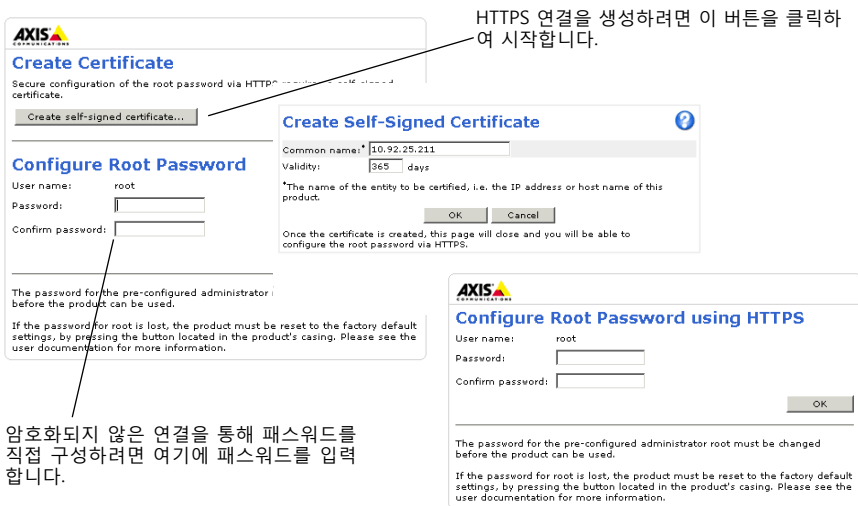 HTTPS 연결을 생성하려면 이 버튼을 클릭하
여 시작합니다.
AXIS
COMMUNICATIONS
Create Certificate
Secure configuration of the root password via HTTPS requires a self-signed
certificate.
Create self-signed certificate...
Configure Root Password
User name: root
Password:
Confirm password:
The password for the pre-configured administrator
before the product can be used.
If the password for root is lost, the product must be reset to the factory default
settings, by pressing the button located in the product's casing. Please see the
user documentation for more information.
Create Self-Signed Certificate
?
Common name:* 10.92.25.211
Validity: 365 days
*The name of the entity to be certified, i.e. the IP address or host name of this
product.
OK Cancel
Once the certificate is created, this page will close and you will be able to
configure the root password via HTTPS.
AXIS
COMMUNICATIONS
Configure Root Password using HTTPS
User name: root
Password:
Confirm password:
OK
The password for the pre-configured administrator root must be changed
before the product can be used.
If the password for root is lost, the product must be reset to the factory default
settings, by pressing the button located in the product's casing. Please see the
user documentation for more information.
암호화되지 않은 연결을 통해 패스워드를
직접 구성하려면 여기에 패스워드를 입력
합니다.